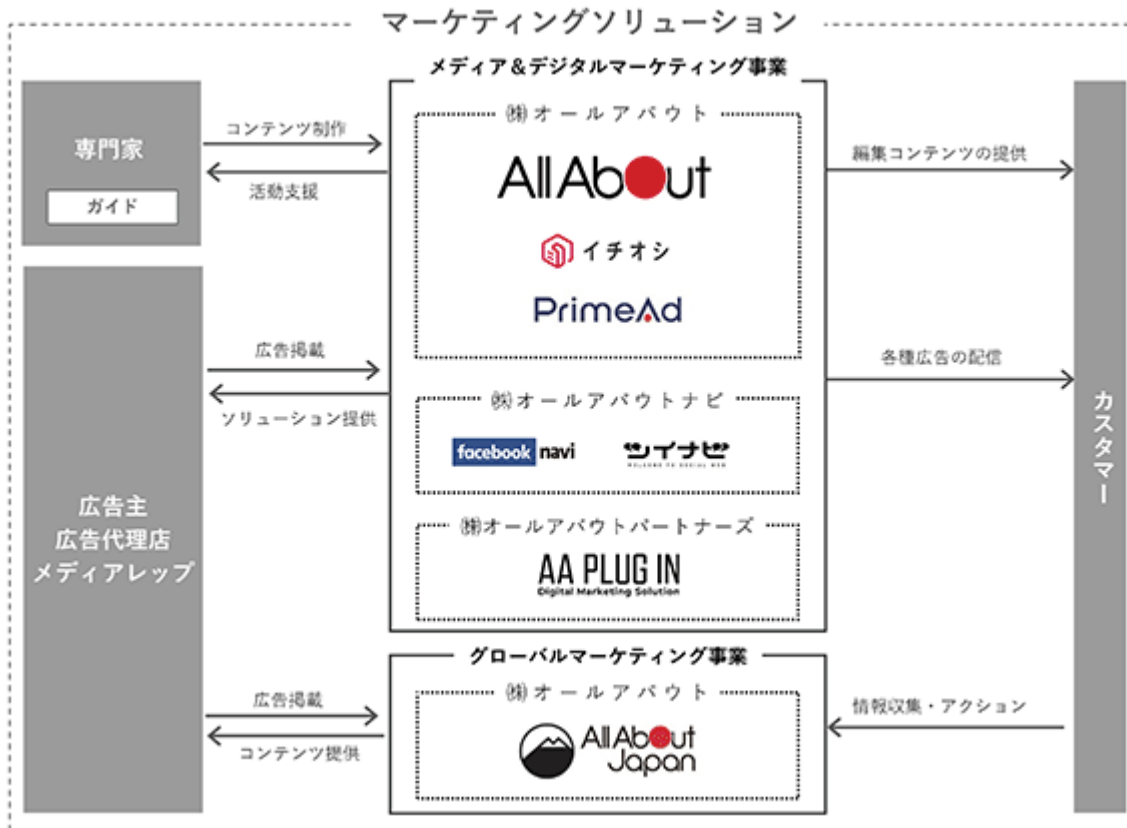 マーケティングソリューション
メディア&デジタルマーケティング事業
専門家
ガイド
コンテンツ制作
活動支援
㈱オールアバウト
AllAbout
イチオシ
PrimeAd
編集コンテンツの提供
広告主
広告代理店
メディアレップ
広告掲載
ソリューション提供
各種広告の配信
カスタマー
㈱オールアバウトナビ
facebook navi
ツイナビ
WELCOME TO SOCIAL WEB
㈱オールアバウトパートナーズ
AA PLUG IN
Digital Marketing Solution
グローバルマーケティング事業
広告掲載
コンテンツ提供
㈱オールアバウト
AllAbout
Japan
情報収集・アクション